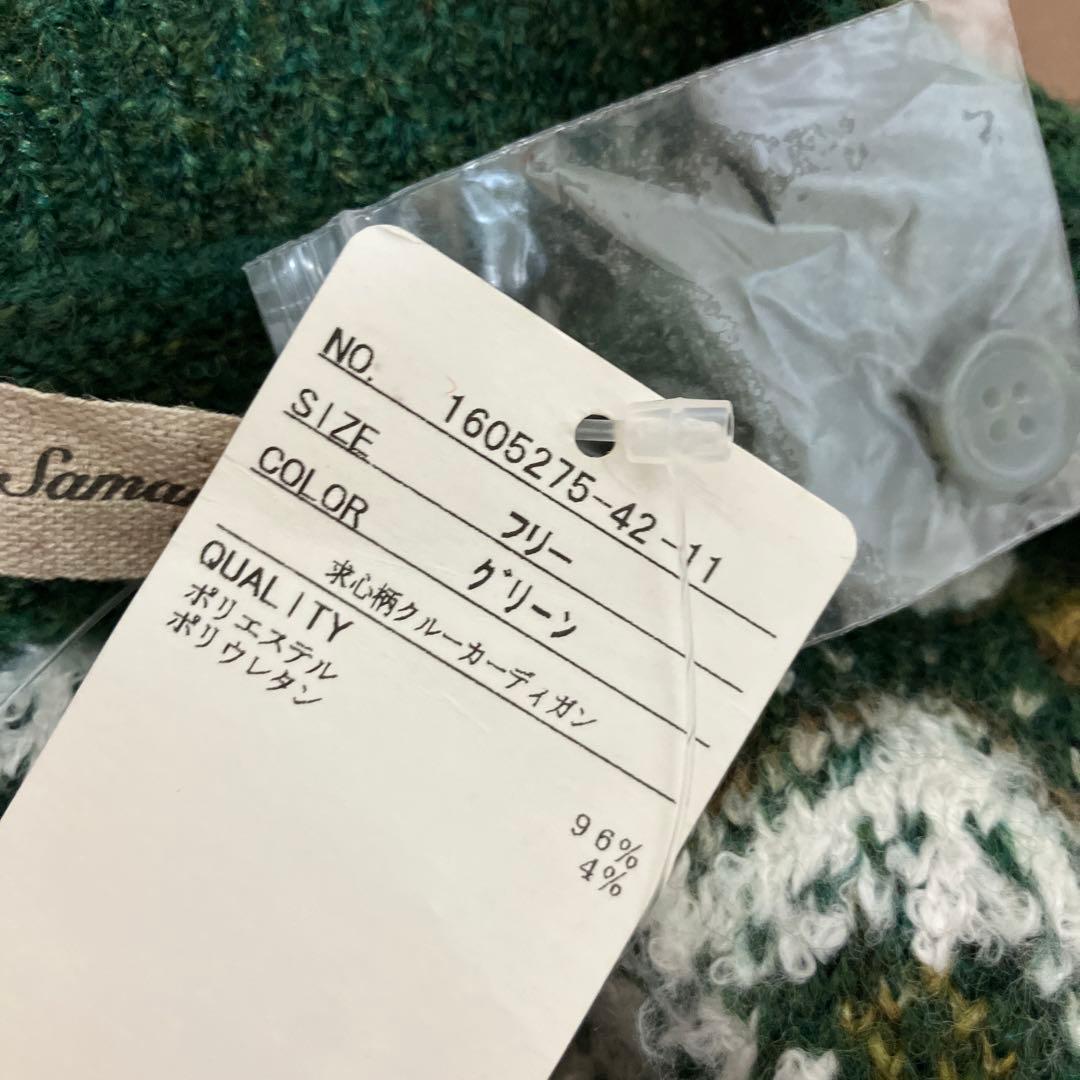 NO. 1605275-42-11
SIZE フリー
COLOR グリーン
求心柄クルーカーディガン
QUALITY
ポリエステル 96%
ポリウレタン 4%